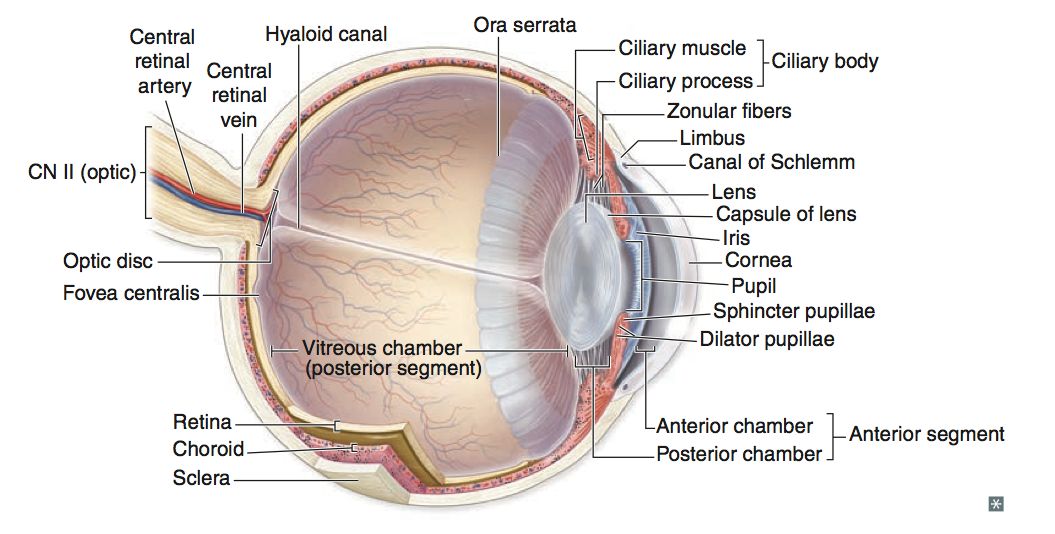 Central
retinal
artery
Hyaloid canal
Central
retinal
vein
Ora serrata
Ciliary muscle
Ciliary process
Ciliary body
Zonular fibers
Limbus
Canal of Schlemm
Lens
Capsule of lens
Iris
Cornea
Pupil
Sphincter pupillae
Dilator pupillae
CN II (optic)
Optic disc
Fovea centralis
Vitreous chamber
(posterior segment)
Retina
Choroid
Sclera
Anterior chamber
Posterior chamber
Anterior segment